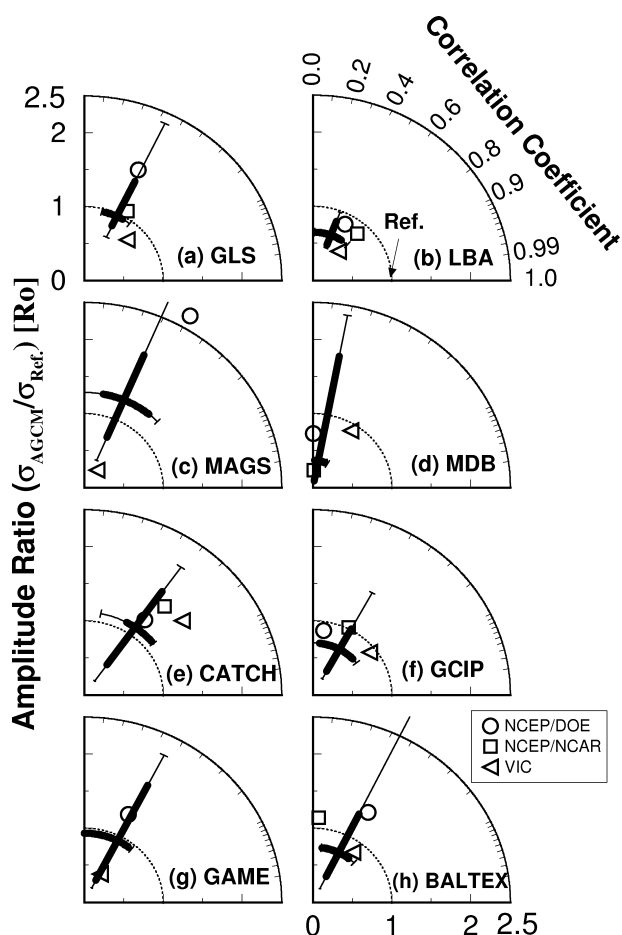 Correlation Coefficient
0.0
0.2
0.4
0.6
0.8
0.9
0.99
1.0
Amplitude Ratio (σAGCM/σRef.) [Ro]
2.5
2
1
0
(a) GLS
Ref.
(b) LBA
(c) MAGS
(d) MDB
(e) CATCH
(f) GCIP
NCEP/DOE
NCEP/NCAR
VIC
(g) GAME
(h) BALTEX
0 1 2 2.5